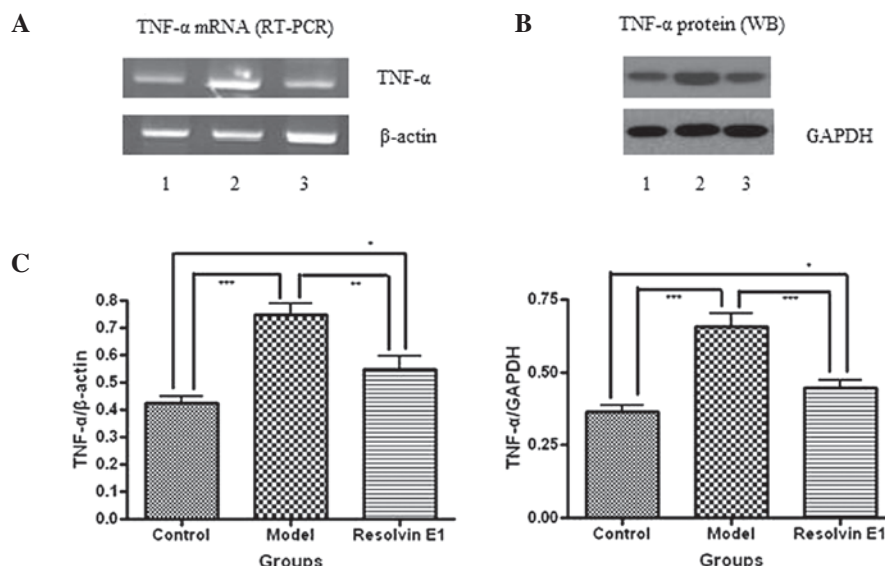 A
TNF-α mRNA (RT-PCR)
TNF-α
β-actin
1 2 3
B
TNF-α protein (WB)
GAPDH
1 2 3
C
*
***
**
TNF-α/β-actin
0.8
0.7
0.6
0.5
0.4
0.3
0.2
0.1
0.0
Control Model Resolvin E1
Groups
*
***
***
TNF-α/GAPDH
0.75
0.50
0.25
0.00
Control Model Resolvin E1
Groups